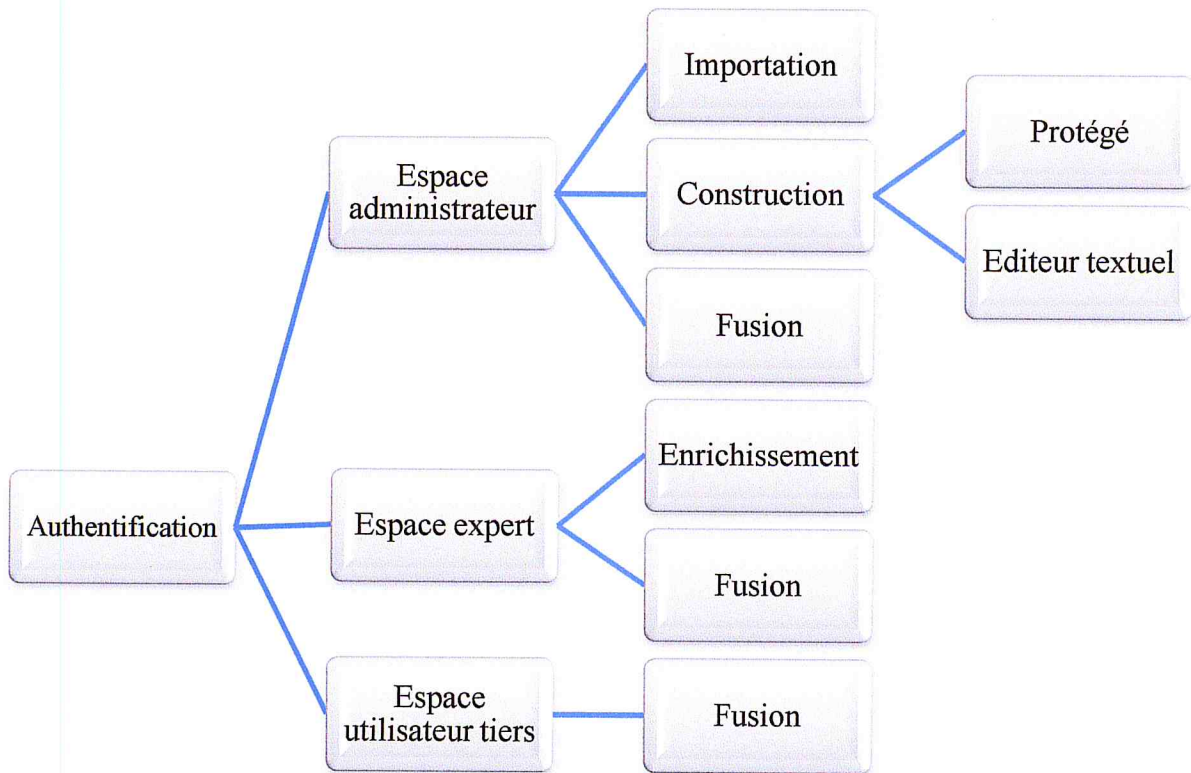 Importation
Protégé
Espace
administrateur
Construction
Editeur textuel
Fusion
Enrichissement
Authentification
Espace expert
Fusion
Espace
utilisateur tiers
Fusion